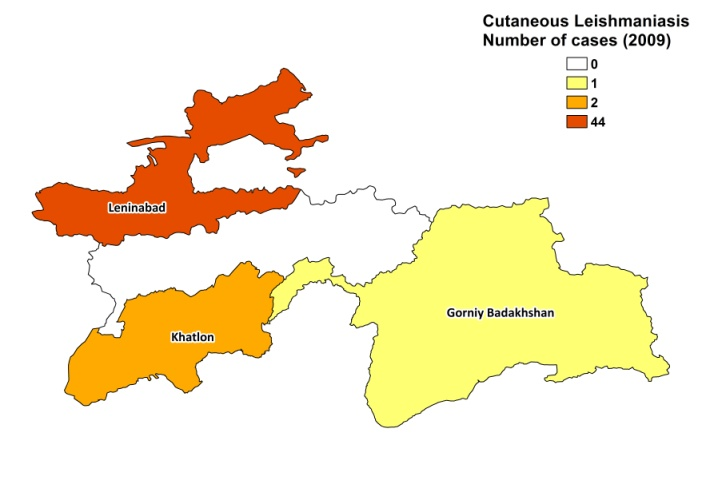 Cutaneous Leishmaniasis
Number of cases (2009)
0
1
2
44
Leninabad
Khatlon
Gorniy Badakhshan